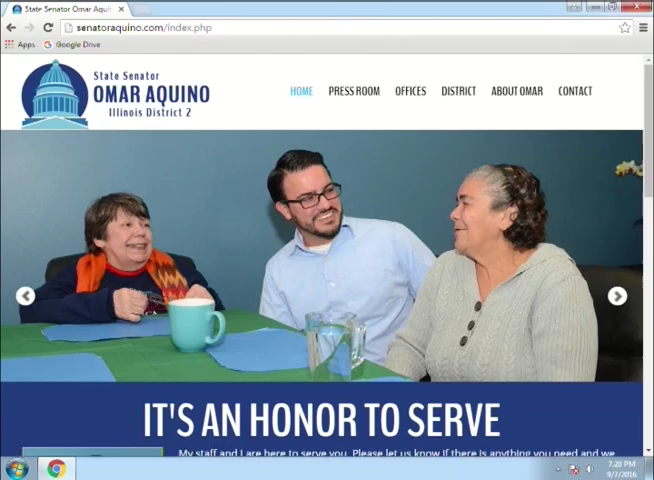 State Senator Omar Aqui
senatoraquino.com/index.php
Apps
Google Drive
State Senator
OMAR AQUINO
Illinois District 2
HOME
PRESS ROOM
OFFICES
DISTRICT
ABOUT OMAR
CONTACT
IT'S AN HONOR TO SERVE
My staff and I are here to serve you. Please let us know if there is anything you need and we
7:28 PM
9/7/2016